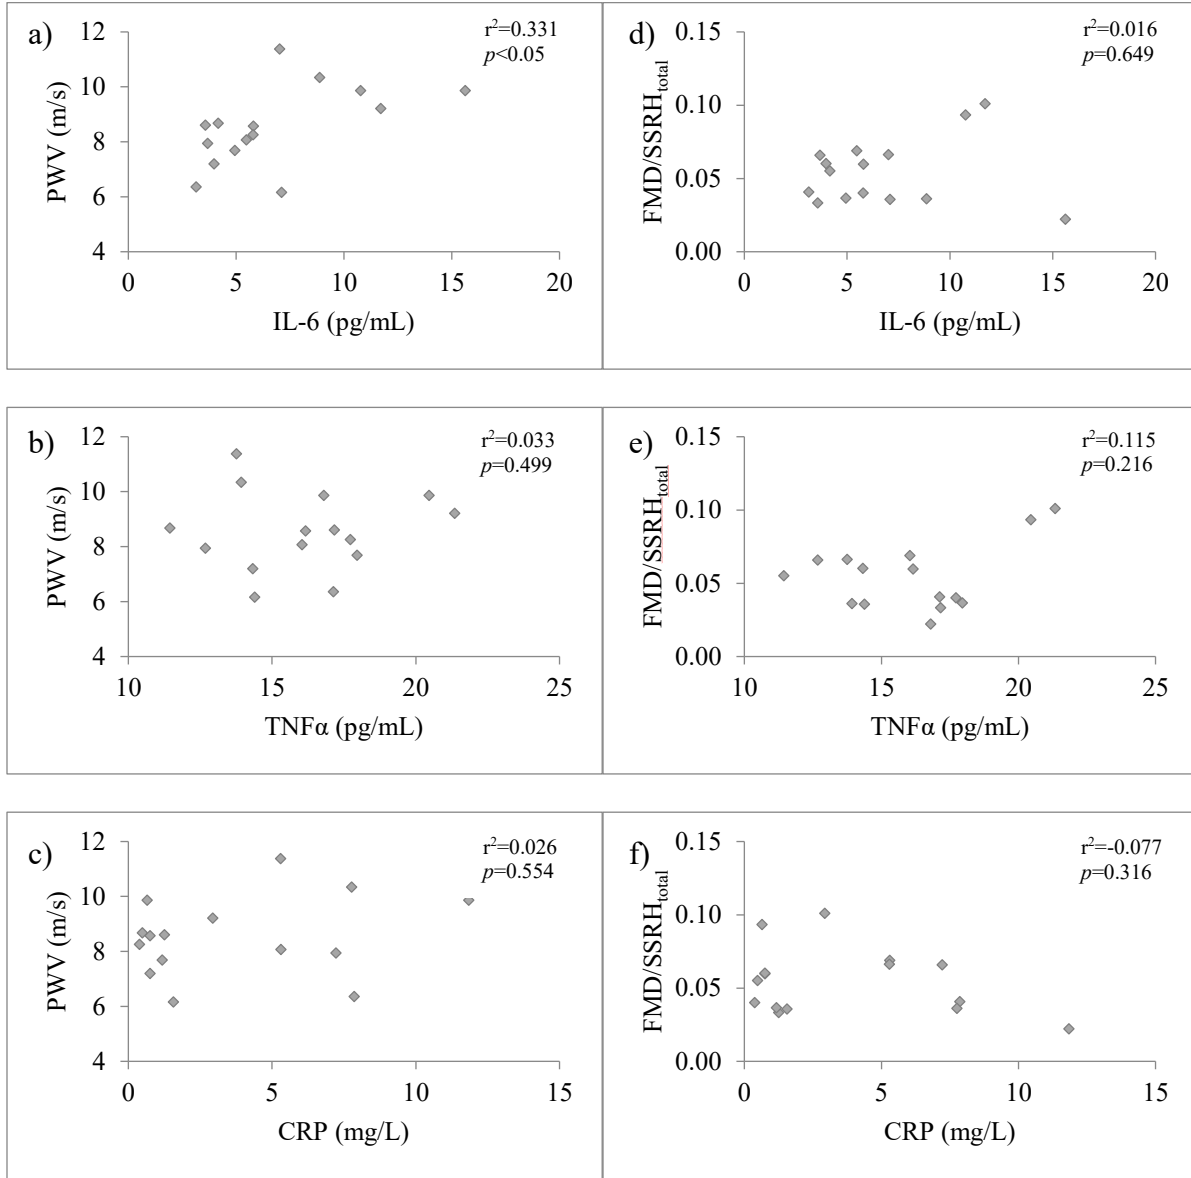 a)
r²=0.331
p<0.05
12
10
8
6
4
PWV (m/s)
0 5 10 15 20
IL-6 (pg/mL)
d)
r²=0.016
p=0.649
0.15
0.10
0.05
0.00
FMD/SSRHtotal
0 5 10 15 20
IL-6 (pg/mL)
b)
r²=0.033
p=0.499
12
10
8
6
4
PWV (m/s)
10 15 20 25
TNFα (pg/mL)
e)
r²=0.115
p=0.216
0.15
0.10
0.05
0.00
FMD/SSRHtotal
10 15 20 25
TNFα (pg/mL)
c)
r²=0.026
p=0.554
12
10
8
6
4
PWV (m/s)
0 5 10 15
CRP (mg/L)
f)
r²=-0.077
p=0.316
0.15
0.10
0.05
0.00
FMD/SSRHtotal
0 5 10 15
CRP (mg/L)